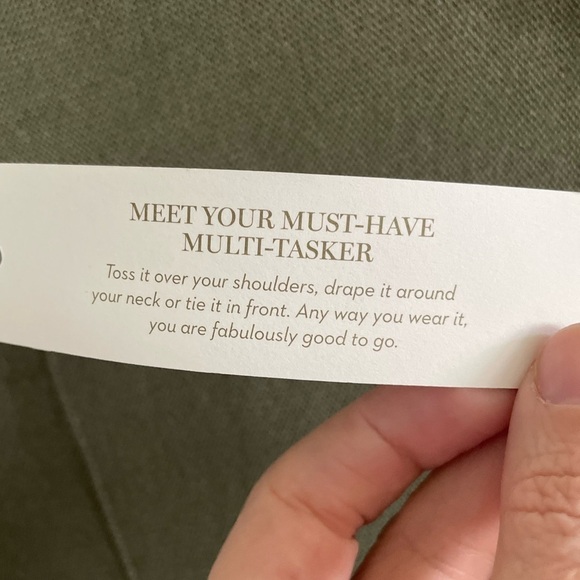 MEET YOUR MUST-HAVE
MULTI-TASKER
Toss it over your shoulders, drape it around
your neck or tie it in front. Any way you wear it,
you are fabulously good to go.